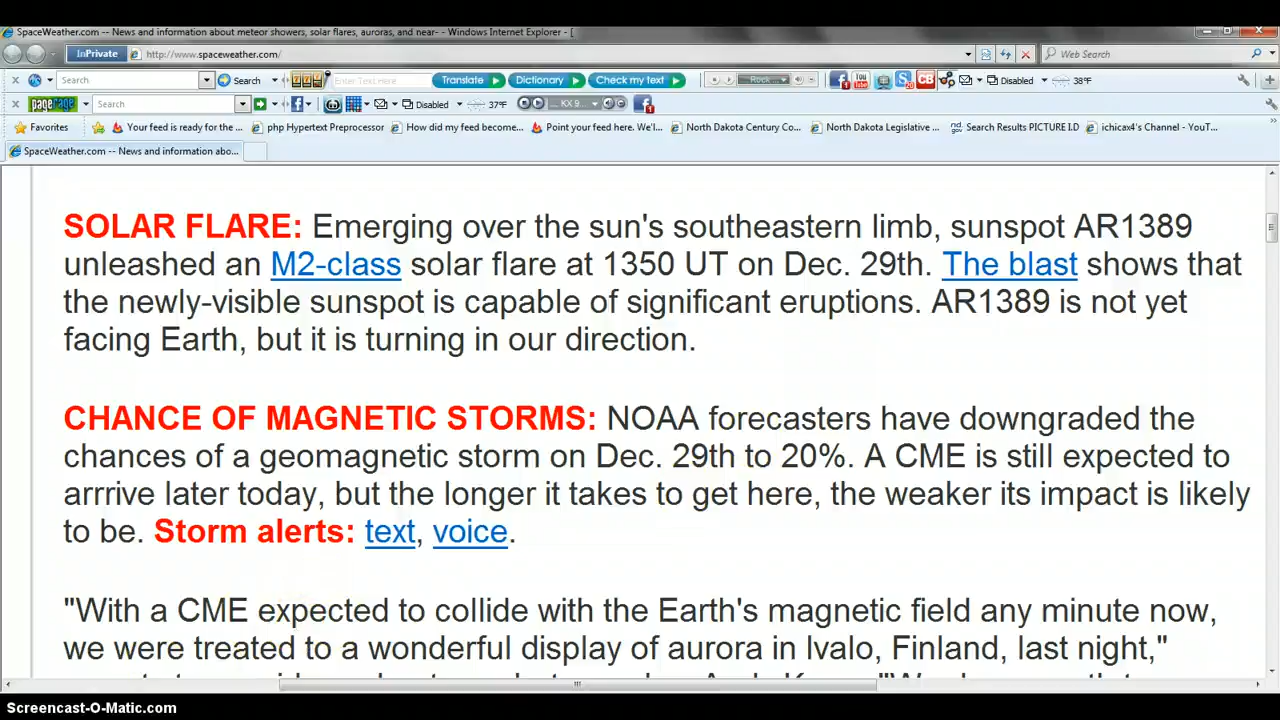 SpaceWeather.com -- News and information about meteor showers, solar flares, auroras, and near- - Windows Internet Explorer - [
InPrivate http://www.spaceweather.com/ Web Search
Search Search Enter Text Here Translate Dictionary Check my text Rock Disabled 38°F
pagerage Search Disabled 37°F KX 9...
Favorites Your feed is ready for the ... php Hypertext Preprocessor How did my feed become... Point your feed here. We'l... North Dakota Century Co... North Dakota Legislative ... Search Results PICTURE I.D ichicax4's Channel - YouT...
SpaceWeather.com -- News and information abo...
SOLAR FLARE: Emerging over the sun's southeastern limb, sunspot AR1389
unleashed an M2-class solar flare at 1350 UT on Dec. 29th. The blast shows that
the newly-visible sunspot is capable of significant eruptions. AR1389 is not yet
facing Earth, but it is turning in our direction.
CHANCE OF MAGNETIC STORMS: NOAA forecasters have downgraded the
chances of a geomagnetic storm on Dec. 29th to 20%. A CME is still expected to
arrrive later today, but the longer it takes to get here, the weaker its impact is likely
to be. Storm alerts: text, voice.
"With a CME expected to collide with the Earth's magnetic field any minute now,
we were treated to a wonderful display of aurora in Ivalo, Finland, last night,"
Screencast-O-Matic.com